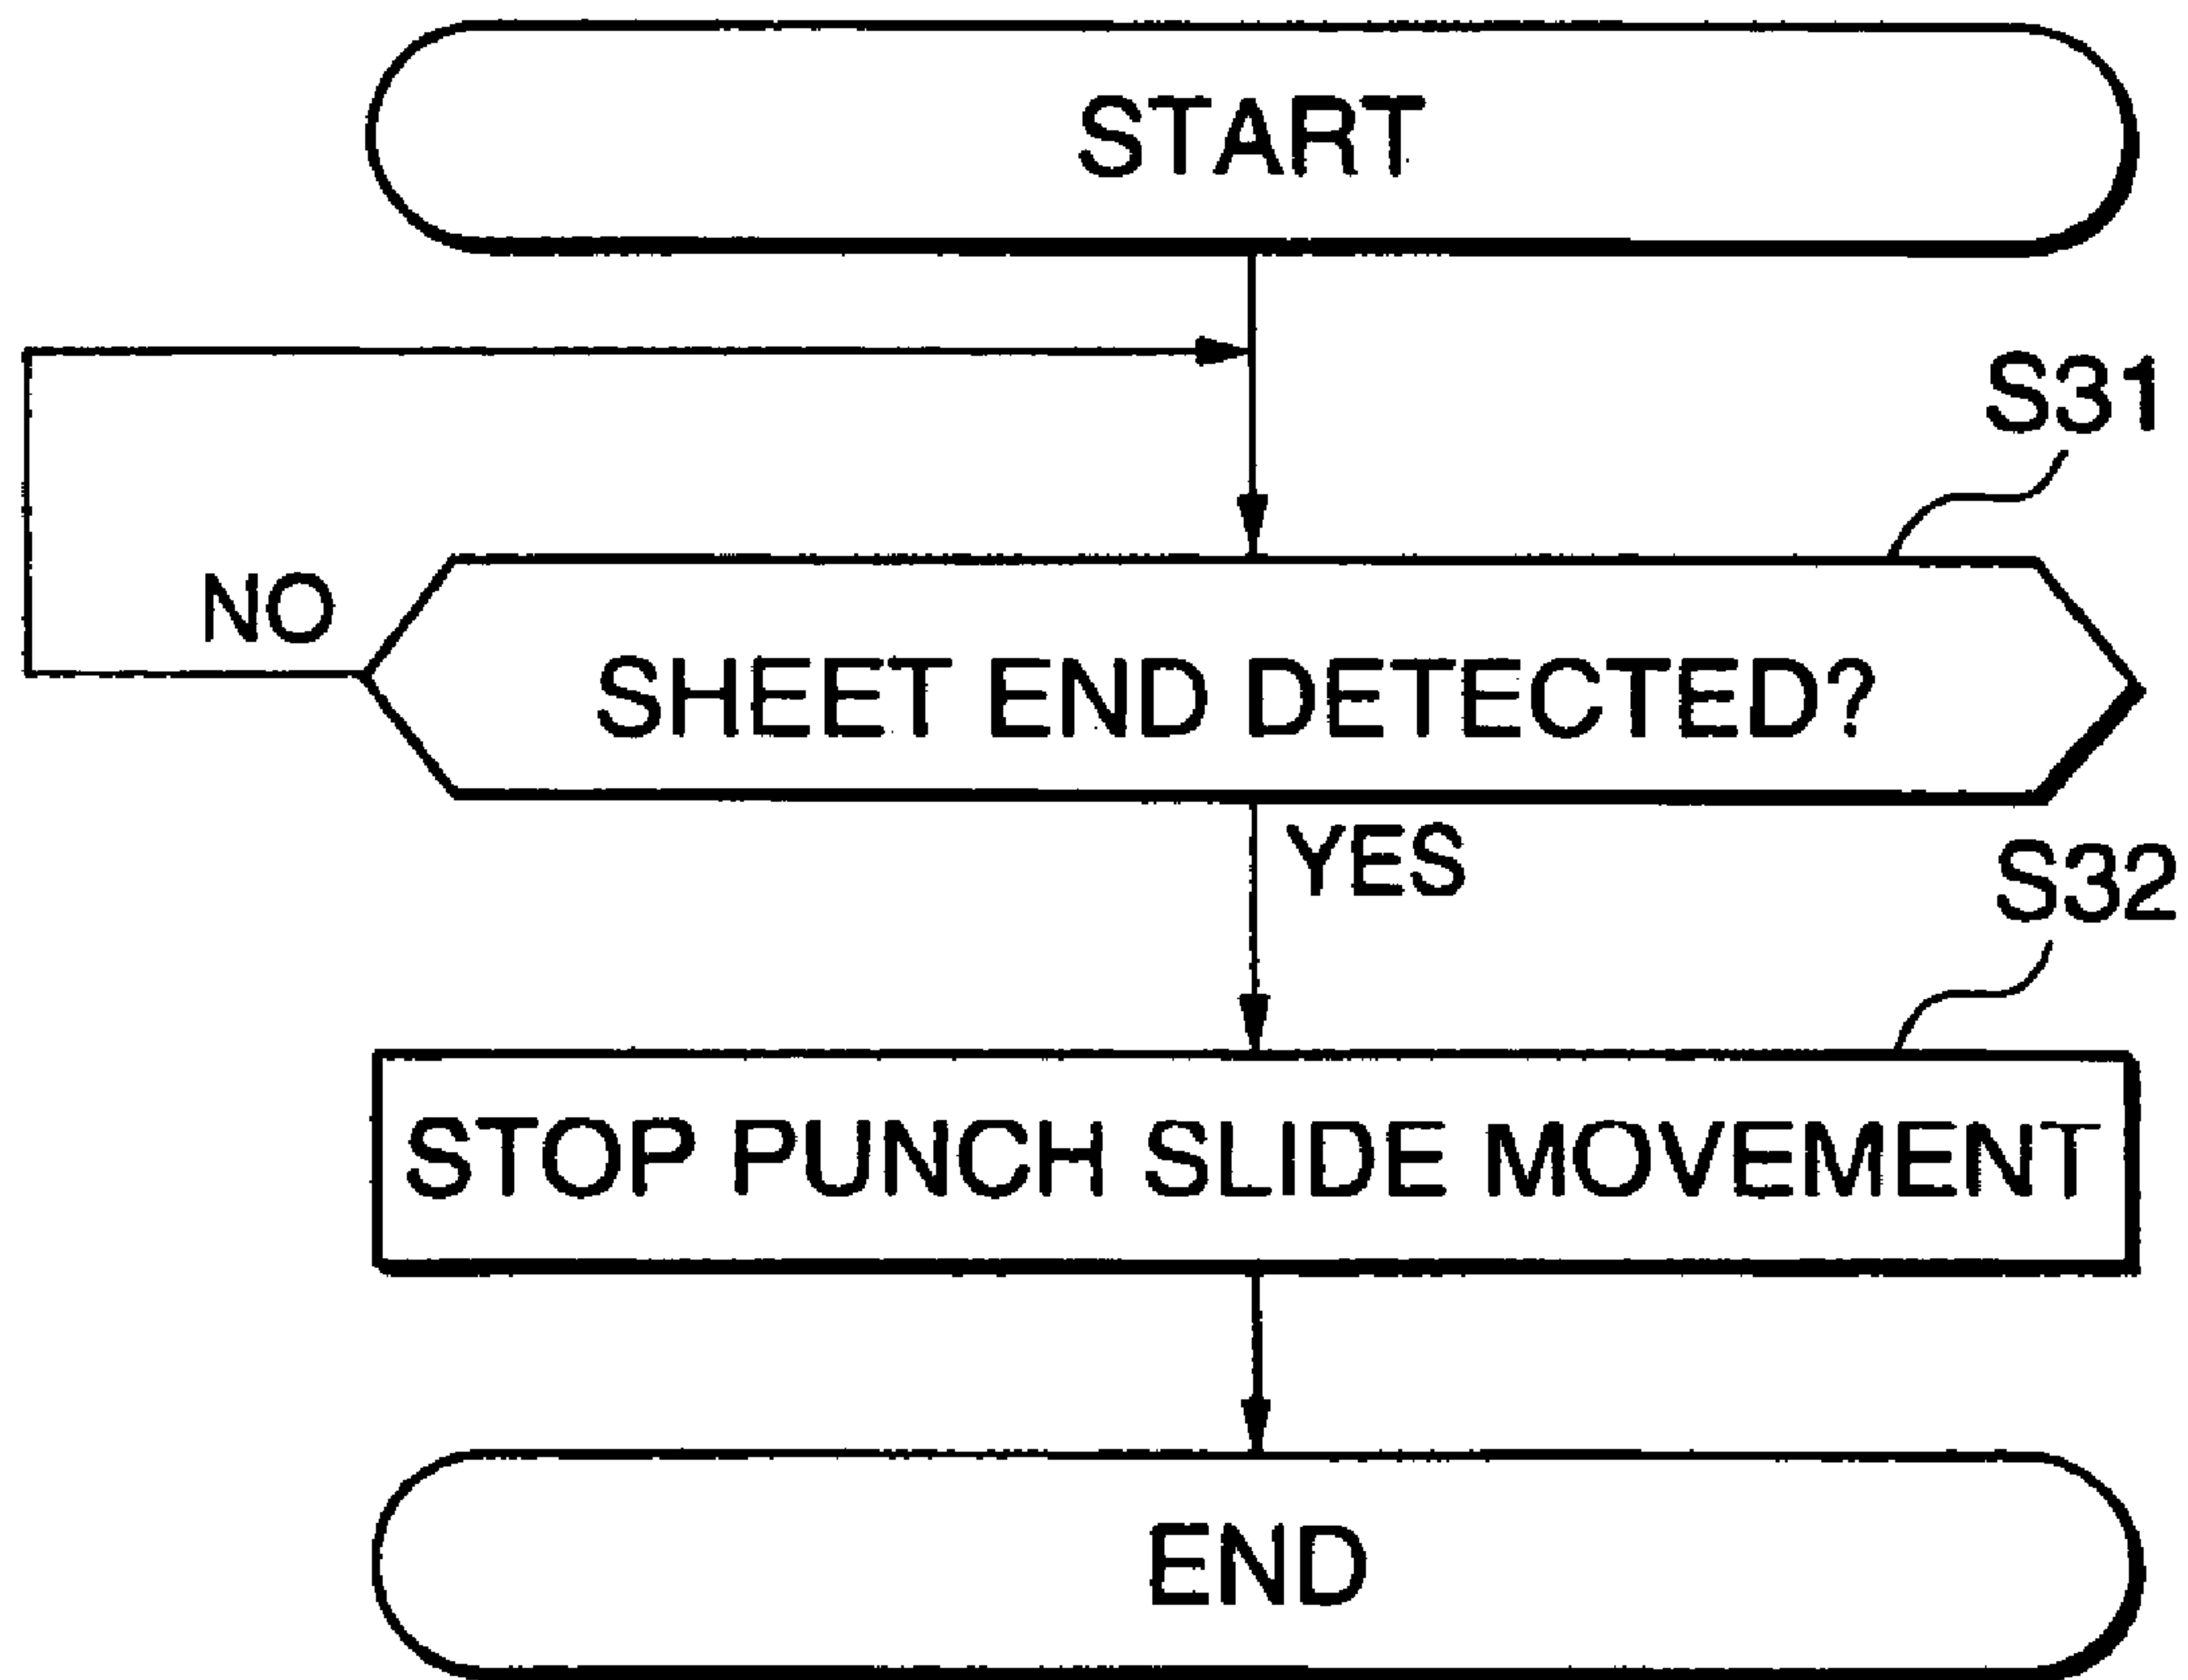 START
S31
NO
SHEET END DETECTED?
YES
S32
STOP PUNCH SLIDE MOVEMENT
END